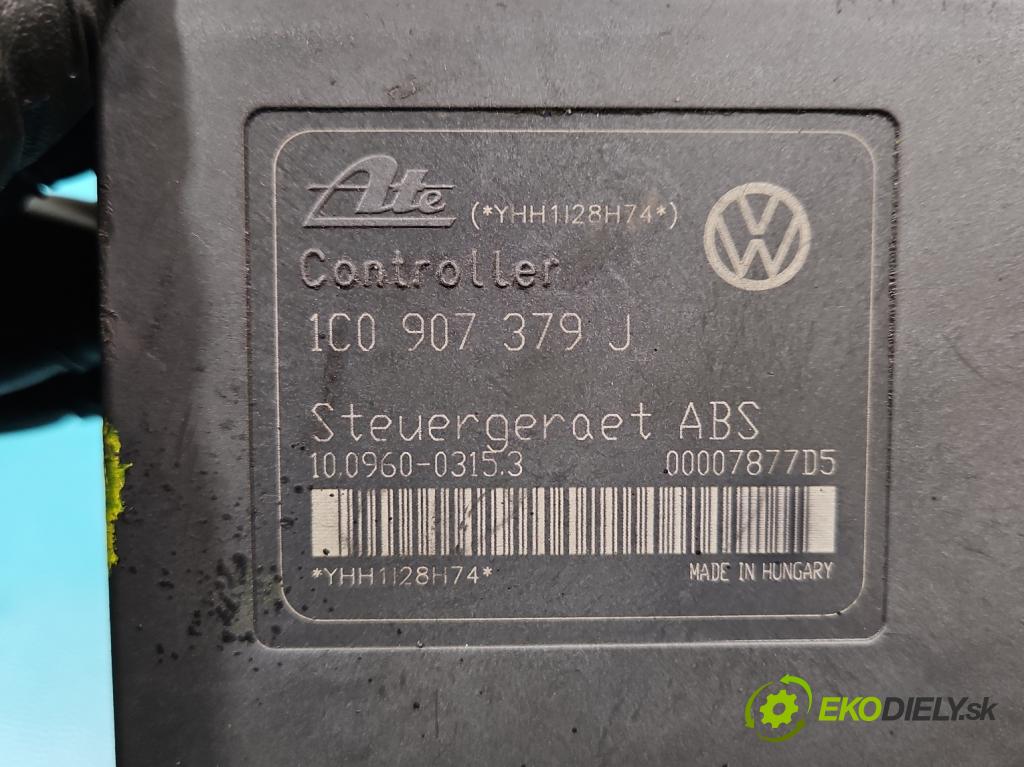 Ate (*YHH1I28H74*)
VW
Controller
1C0 907 379 J
Steuergeraet ABS
10.0960-0315.3 00007877D5
*YHH1I28H74* MADE IN HUNGARY
EKODIELY.sk